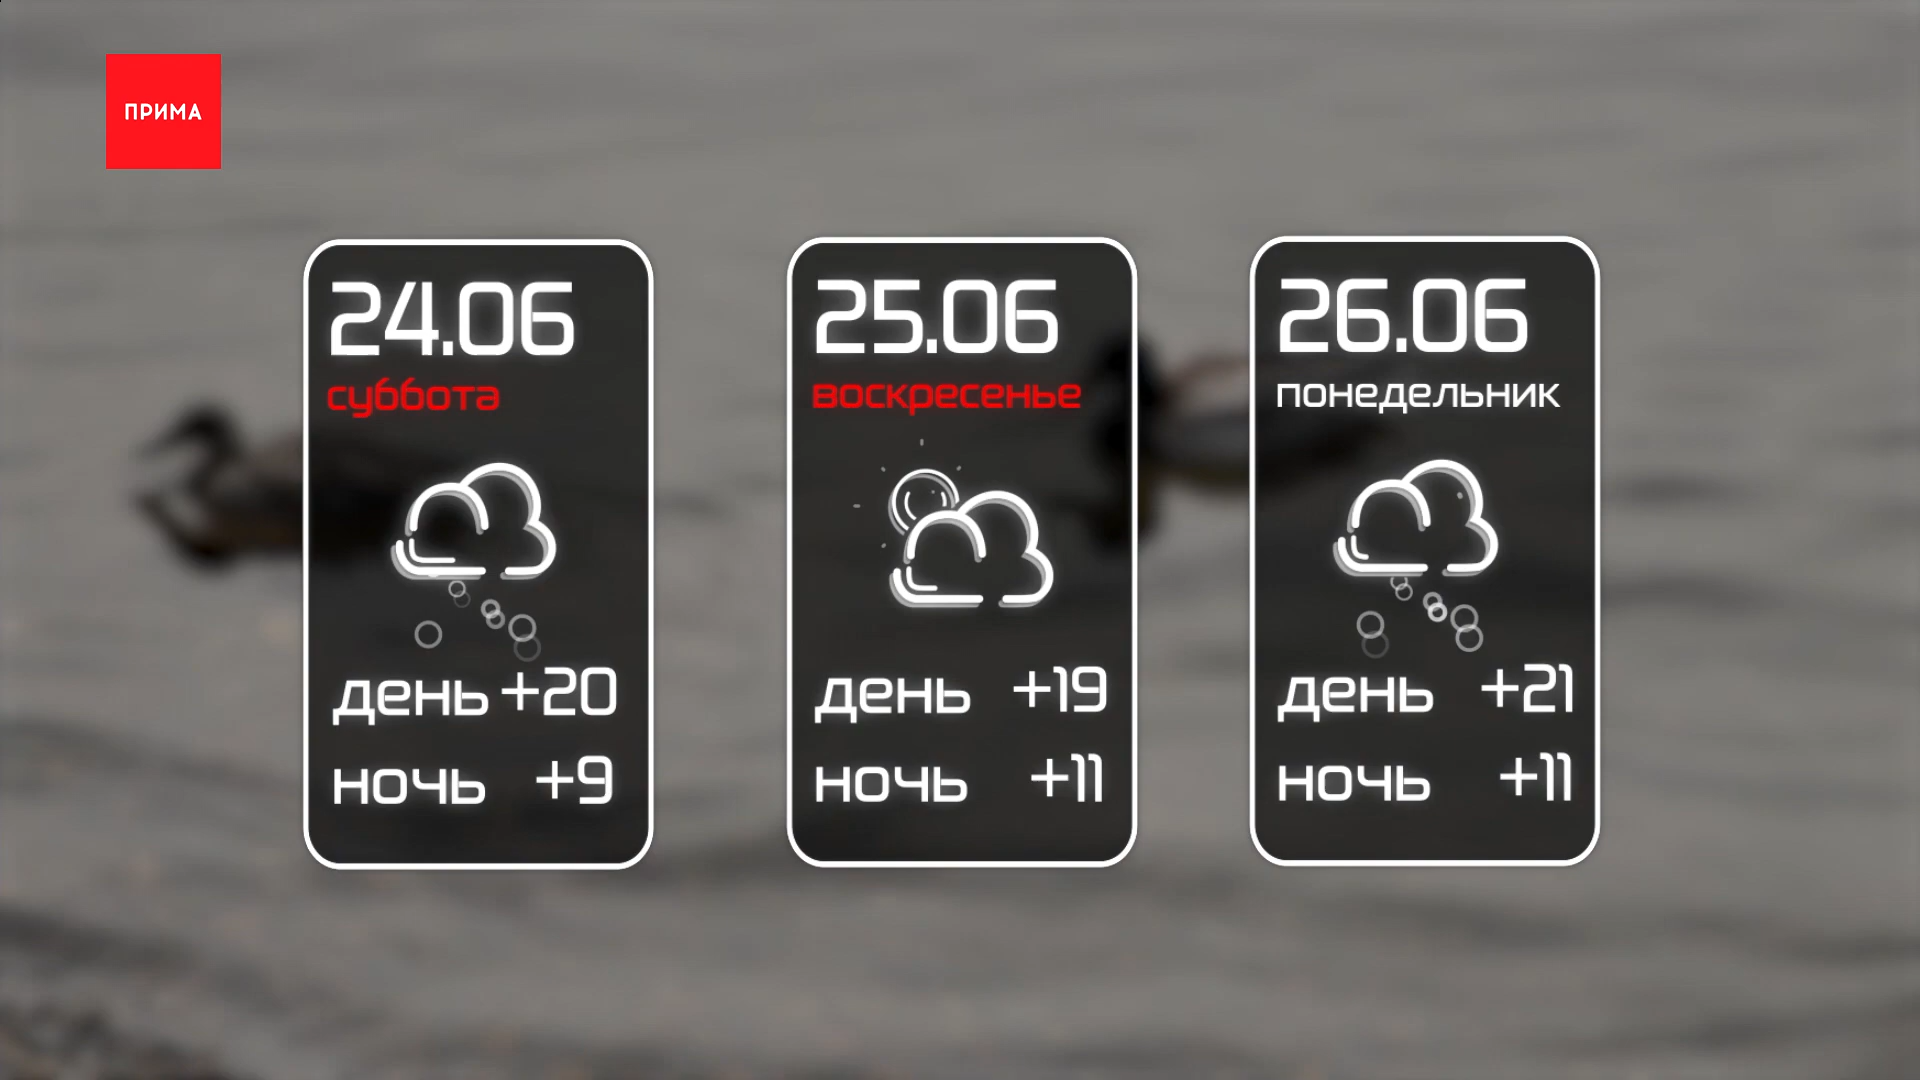 ПРИМА
24.06
суббота
день +20
ночь +9
25.06
воскресенье
день +19
ночь +11
26.06
понедельник
день +21
ночь +11